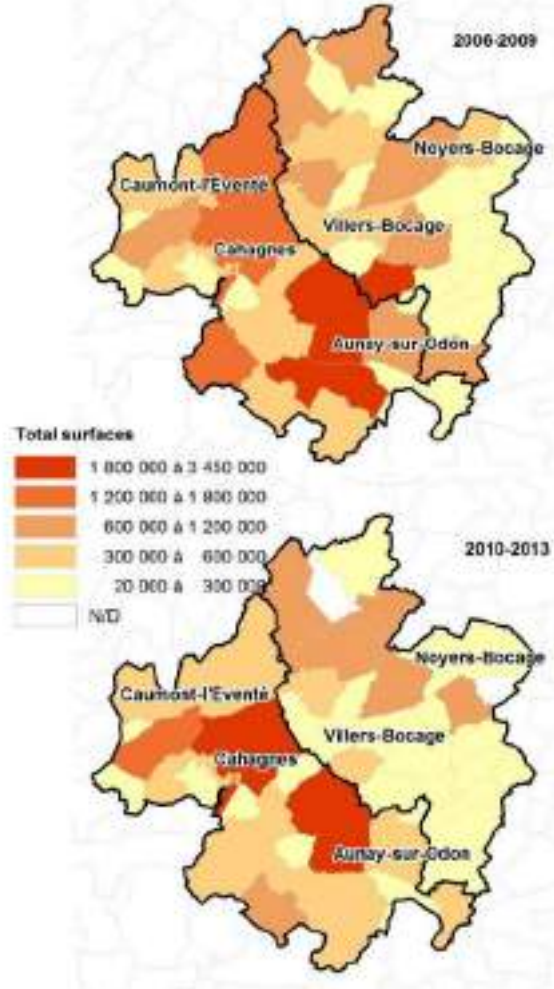 2006-2009
Noyers-Bocage
Caumont-l'Eventé
Villers-Bocage
Cahagnes
Aunay-sur-Odon
Total surfaces
1 800 000 à 3 450 000
1 200 000 à 1 800 000
600 000 à 1 200 000
300 000 à 600 000
20 000 à 300 000
N/D
2010-2013
Noyers-Bocage
Caumont-l'Eventé
Villers-Bocage
Cahagnes
Aunay-sur-Odon